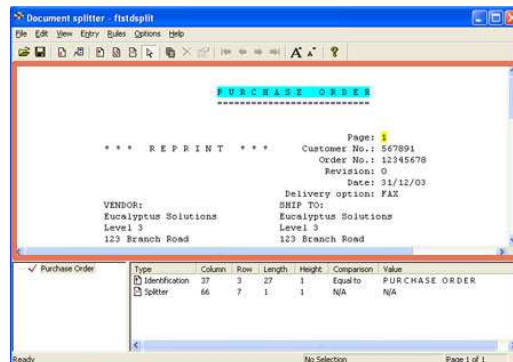 Document splitter - ftstdsplit
File Edit View Entry Rules Options Help
P U R C H A S E   O R D E R
============================
Page: 1
* * *  R E P R I N T  * * *   Customer No.: 567891
Order No.: 12345678
Revision: 0
Date: 31/12/03
Delivery option: FAX
VENDOR: SHIP TO:
Eucalyptus Solutions Eucalyptus Solutions
Level 3 Level 3
123 Branch Road 123 Branch Road
Purchase Order
Type Column Row Length Height Comparison Value
Identification 37 3 27 1 Equal to P U R C H A S E  O R D E R
Splitter 66 7 1 1 N/A N/A
Ready No Selection Page 1 of 1